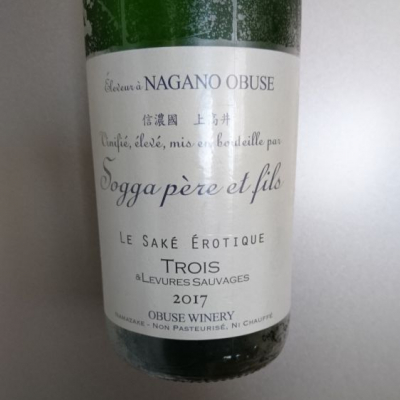 Éleveur à NAGANO OBUSE
信濃國 上高井
Vinifié, élevé, mis en bouteille par
Sogga père et fils
LE SAKÉ ÉROTIQUE
TROIS
à LEVURES SAUVAGES
2017
OBUSE WINERY
- NON PASTEURISÉ, NI CHAUFFÉ